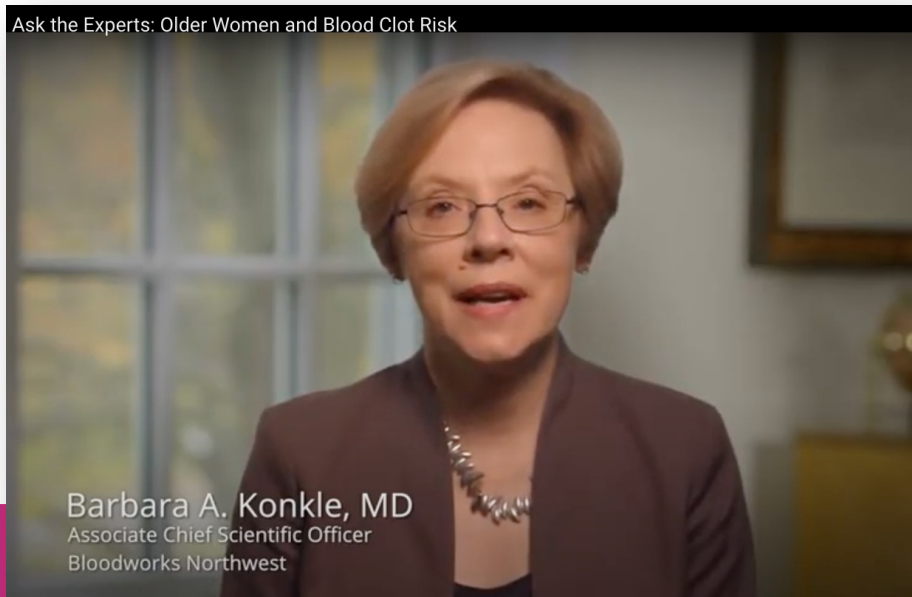 Ask the Experts: Older Women and Blood Clot Risk
Barbara A. Konkle, MD
Associate Chief Scientific Officer
Bloodworks Northwest